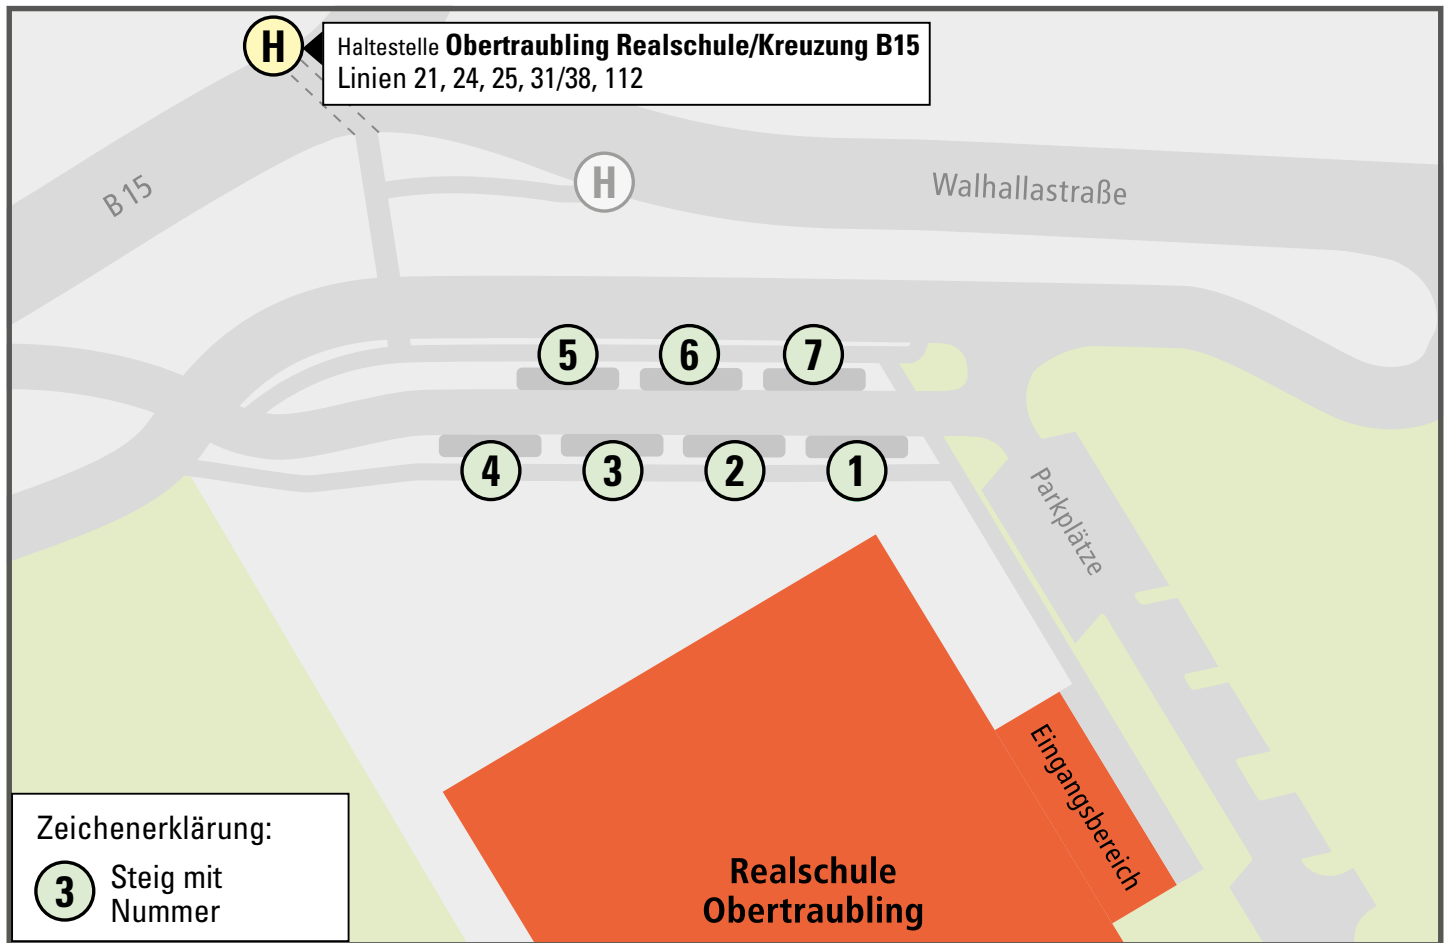 H
Haltestelle Obertraubling Realschule/Kreuzung B15
Linien 21, 24, 25, 31/38, 112
B 15
H
Walhallastraße
5
6
7
4
3
2
1
Parkplätze
Eingangsbereich
Realschule
Obertraubling
Zeichenerklärung:
3
Steig mit
Nummer